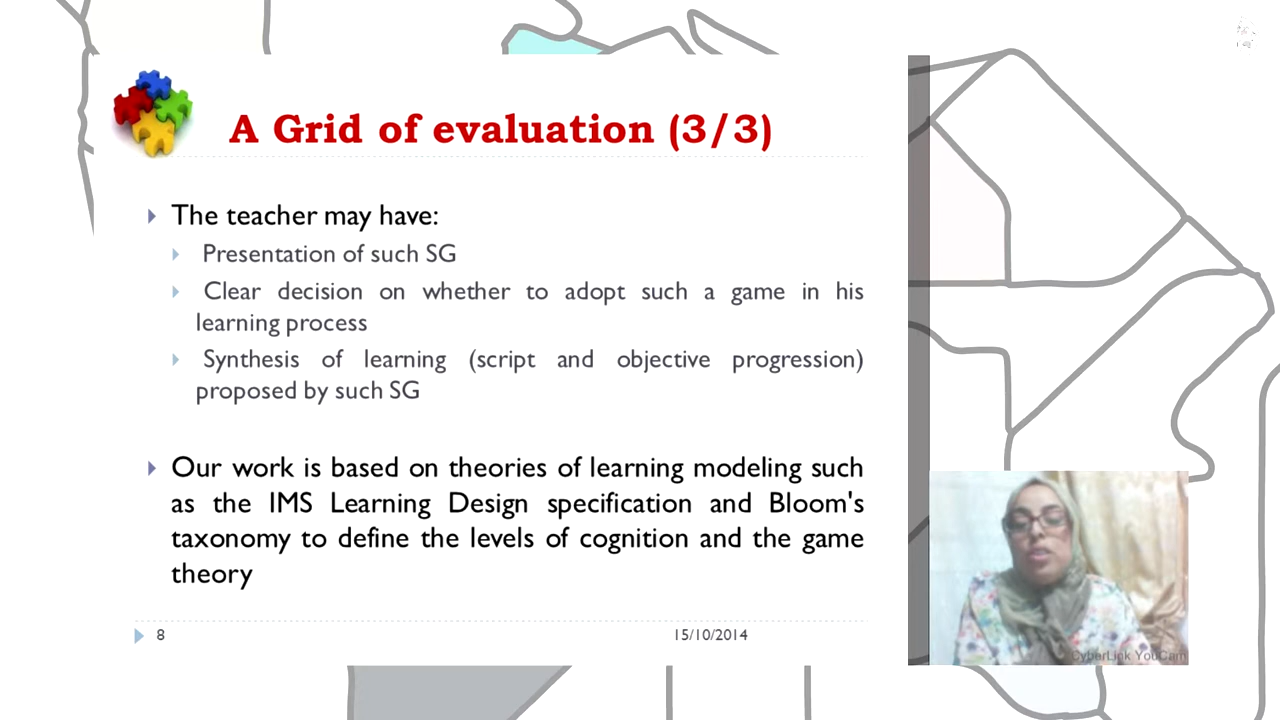 A Grid of evaluation (3/3)
The teacher may have:
Presentation of such SG
Clear decision on whether to adopt such a game in his
learning process
Synthesis of learning (script and objective progression)
proposed by such SG
Our work is based on theories of learning modeling such
as the IMS Learning Design specification and Bloom's
taxonomy to define the levels of cognition and the game
theory
8
15/10/2014
CyberLink YouCam